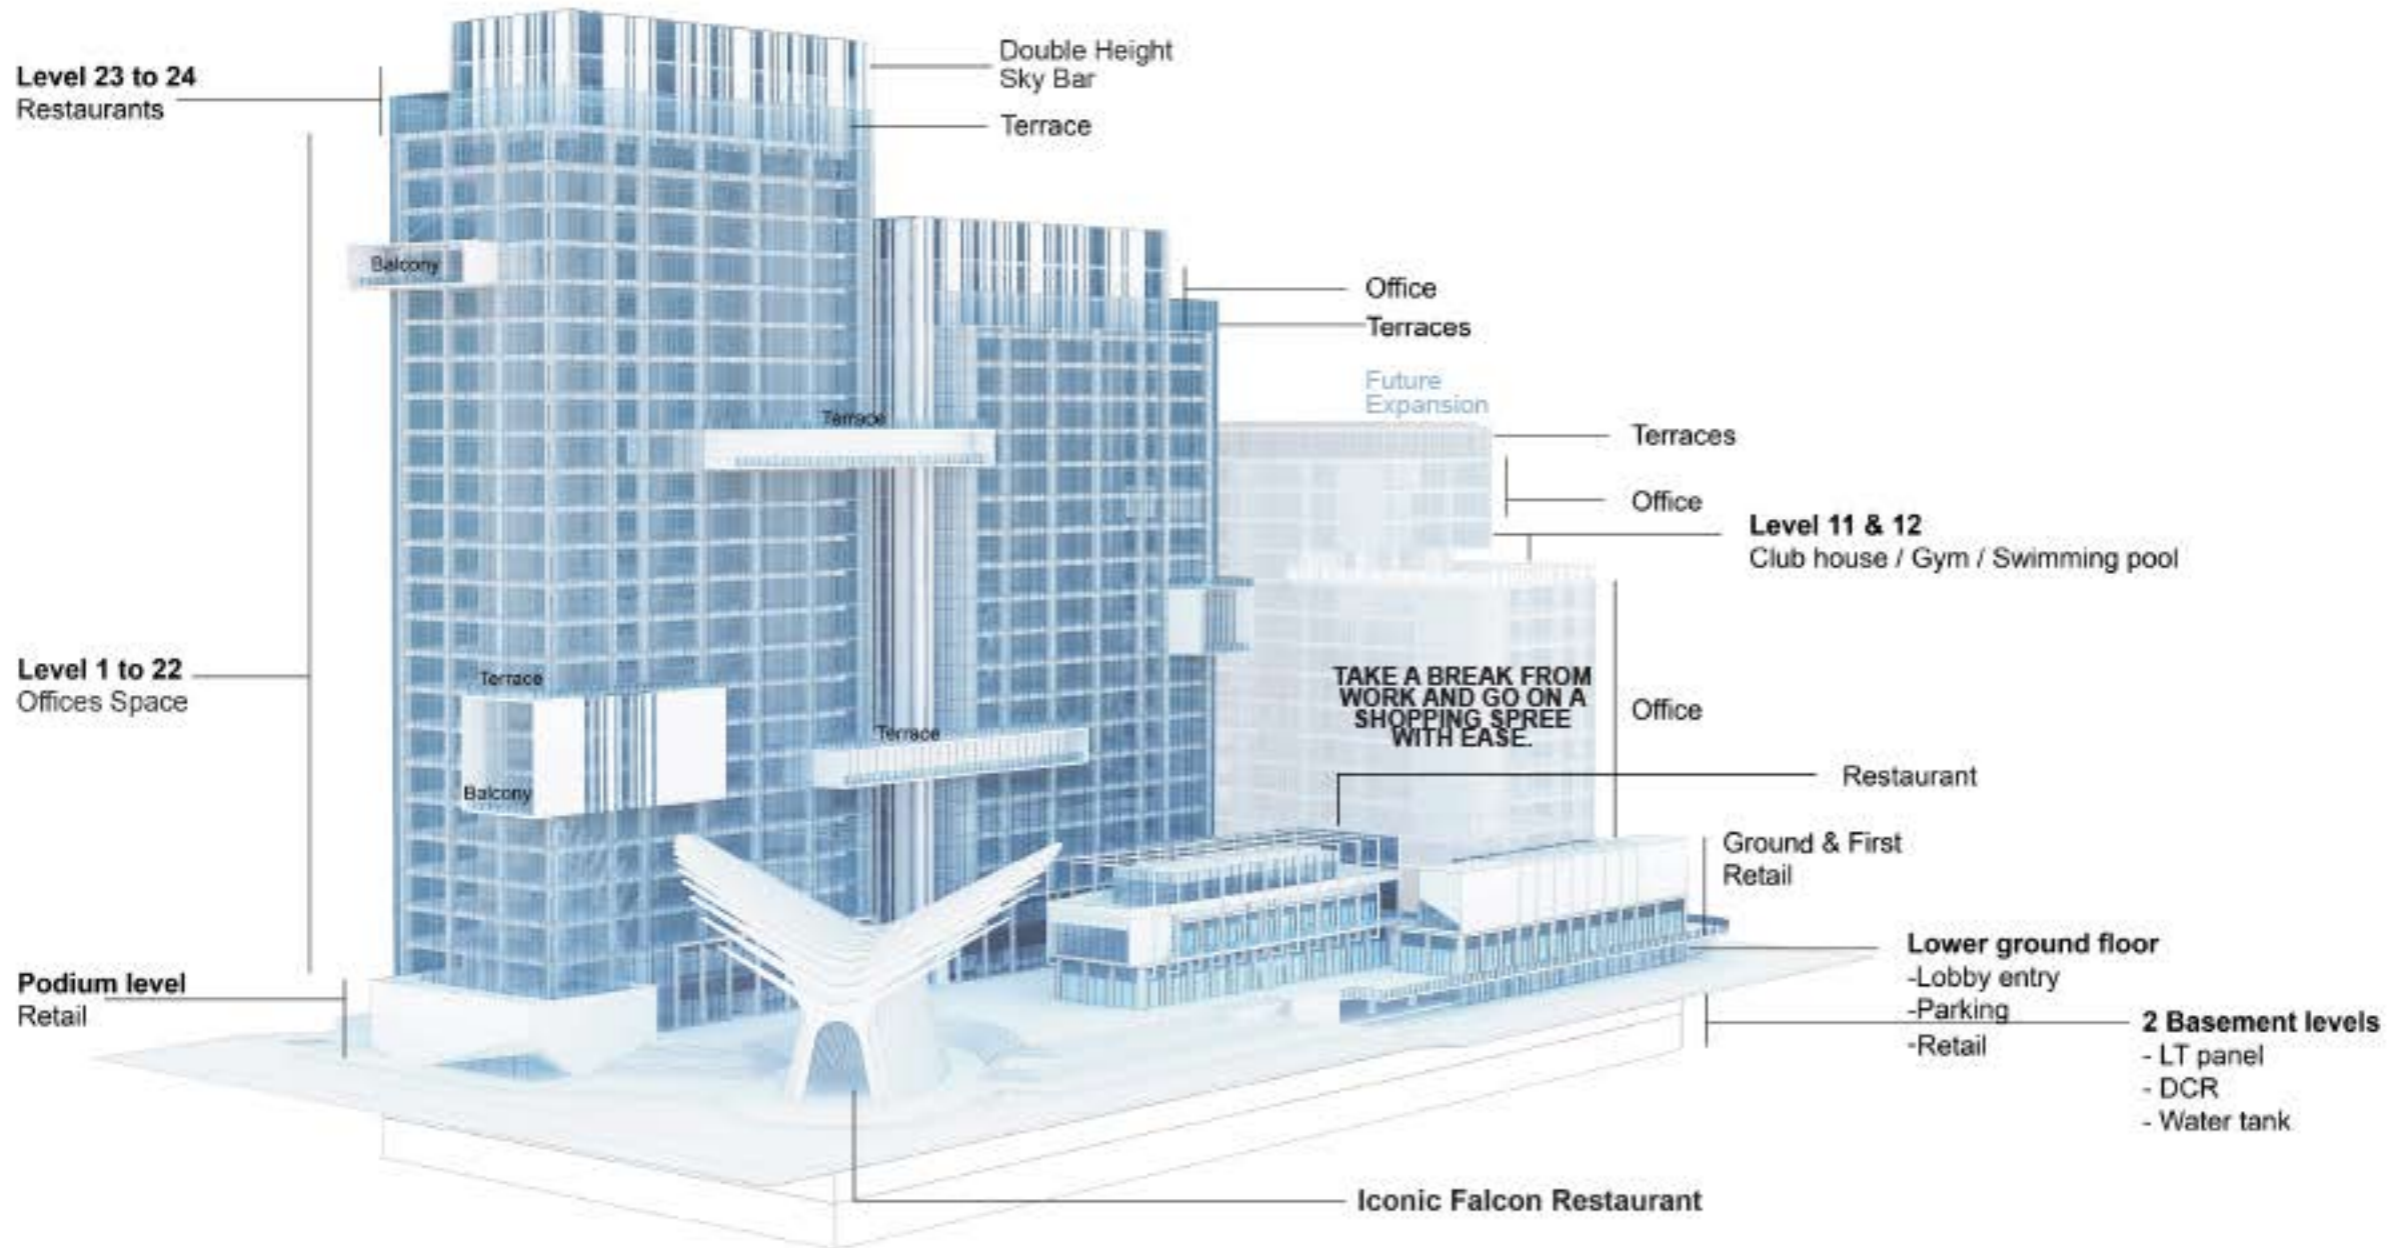 Level 23 to 24
Restaurants
Double Height
Sky Bar
Terrace
Balcony
Office
Terraces
Future
Expansion
Terrace
Terraces
Office
Level 11 & 12
Club house / Gym / Swimming pool
Level 1 to 22
Offices Space
Terrace
Balcony
Terrace
TAKE A BREAK FROM
WORK AND GO ON A
SHOPPING SPREE
WITH EASE.
Office
Restaurant
Ground & First
Retail
Podium level
Retail
Lower ground floor
-Lobby entry
-Parking
-Retail
2 Basement levels
- LT panel
- DCR
- Water tank
Iconic Falcon Restaurant